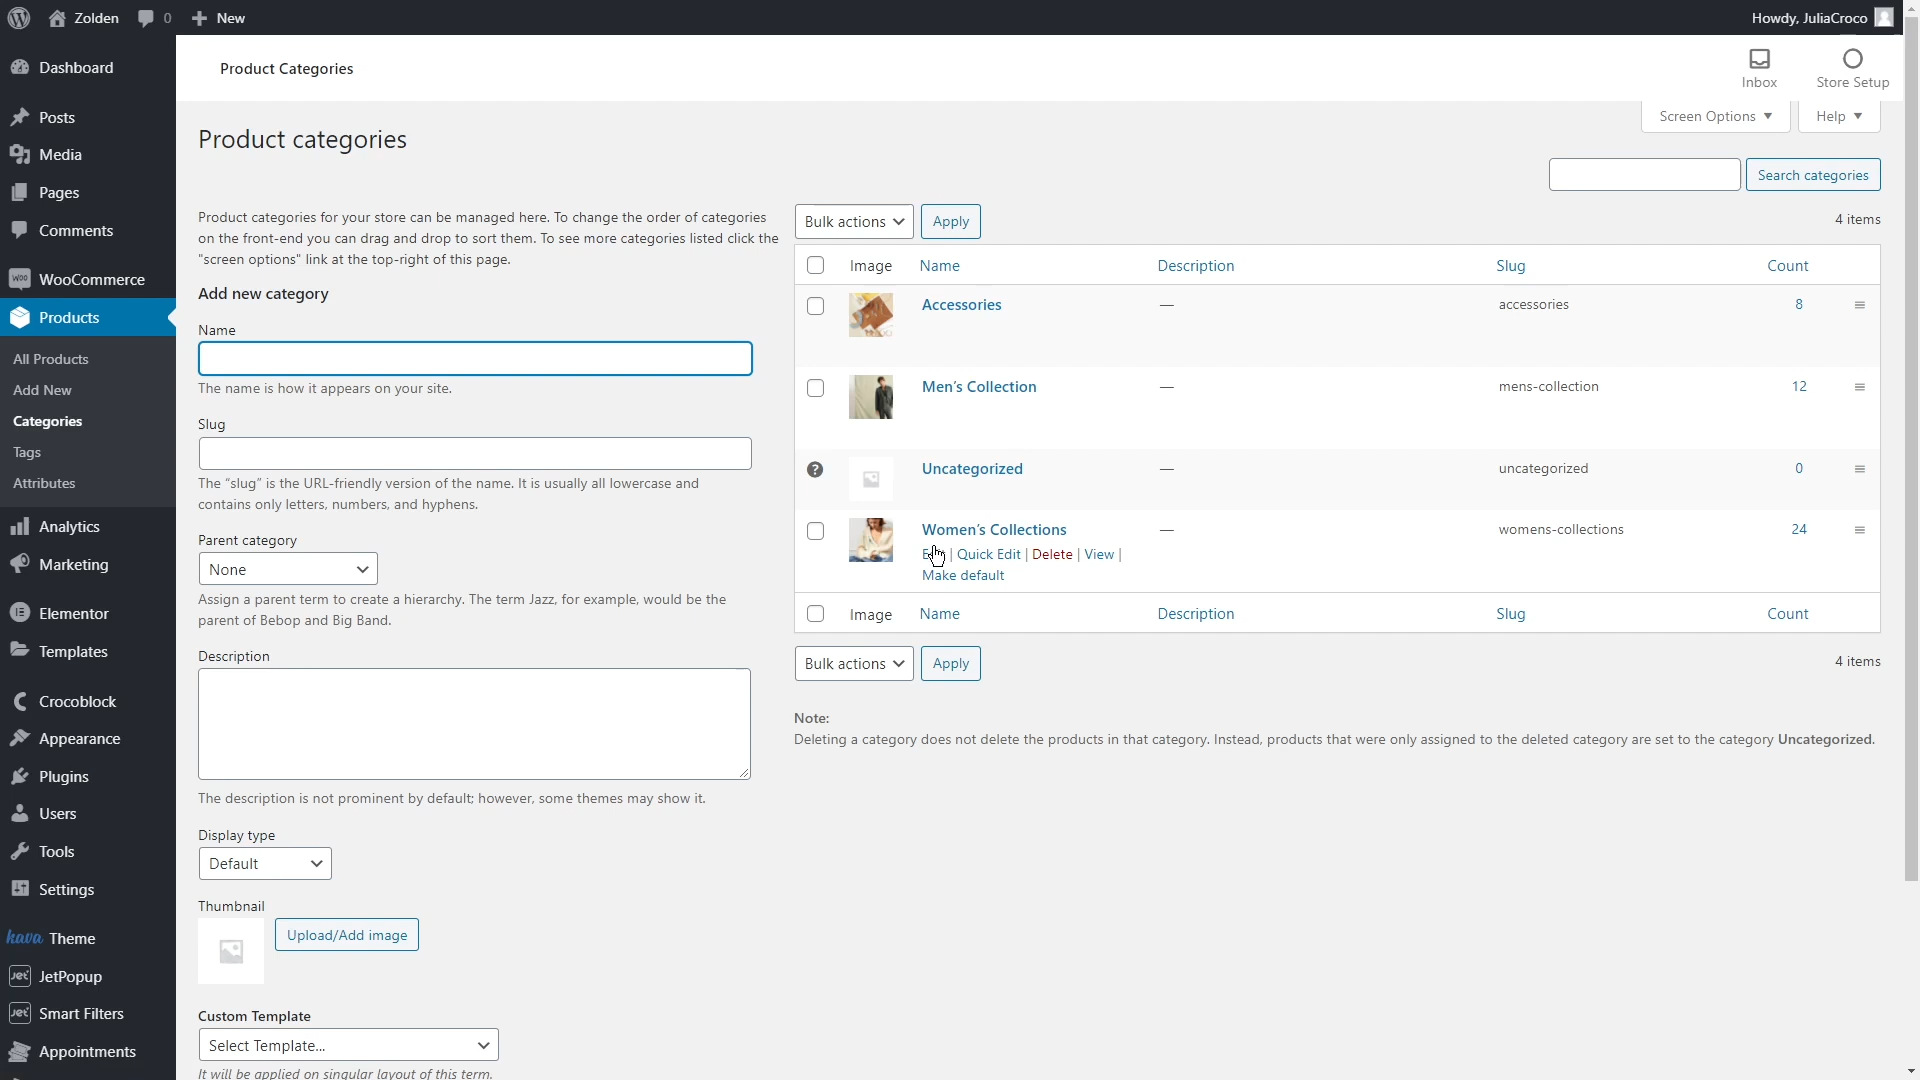 Zolden
0
New
Howdy, JuliaCroco
Dashboard
Posts
Media
Pages
Comments
WooCommerce
Products
All Products
Add New
Categories
Tags
Attributes
Analytics
Marketing
Elementor
Templates
Crocoblock
Appearance
Plugins
Users
Tools
Settings
kava Theme
Jet JetPopup
Jet Smart Filters
Appointments
Product Categories
Inbox
Store Setup
Screen Options
Help
Product categories
Search categories
Product categories for your store can be managed here. To change the order of categories
on the front-end you can drag and drop to sort them. To see more categories listed click the
"screen options" link at the top-right of this page.
Add new category
Name
The name is how it appears on your site.
Slug
The “slug” is the URL-friendly version of the name. It is usually all lowercase and
contains only letters, numbers, and hyphens.
Parent category
None
Assign a parent term to create a hierarchy. The term Jazz, for example, would be the
parent of Bebop and Big Band.
Description
The description is not prominent by default; however, some themes may show it.
Display type
Default
Thumbnail
Upload/Add image
Custom Template
Select Template...
It will be applied on singular layout of this term.
Bulk actions
Apply
4 items
Image Name Description Slug Count
Accessories — accessories 8
Men’s Collection — mens-collection 12
? Uncategorized — uncategorized 0
Women’s Collections — womens-collections 24
| Quick Edit | Delete | View |
Make default
Image Name Description Slug Count
Bulk actions
Apply
4 items
Note:
Deleting a category does not delete the products in that category. Instead, products that were only assigned to the deleted category are set to the category Uncategorized.